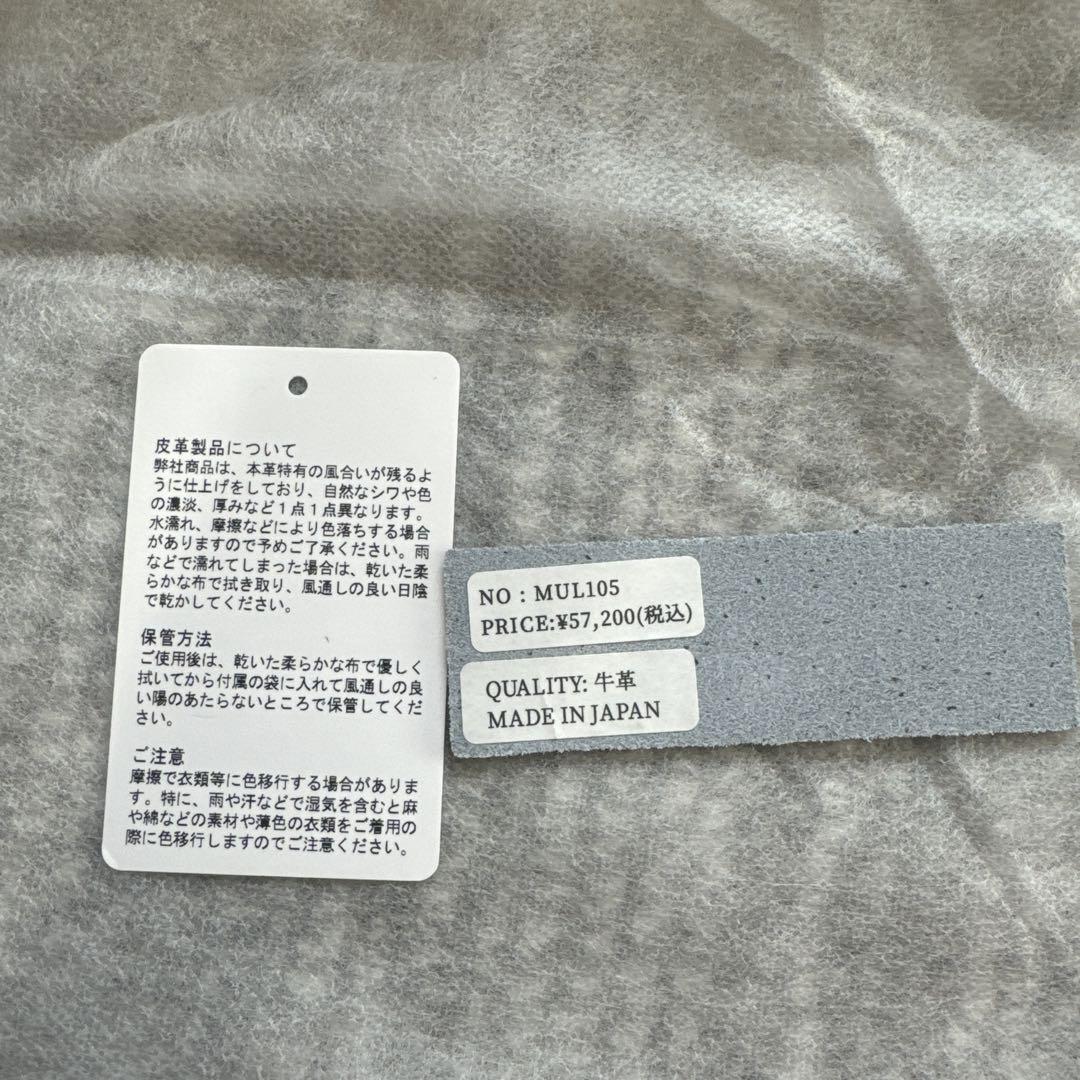 皮革製品について
弊社商品は、本革特有の風合いが残るよ
うに仕上げをしており、自然なシワや色
の濃淡、厚みなど1点1点異なります。
水濡れ、摩擦などにより色落ちする場合
がありますので予めご了承ください。雨
などで濡れてしまった場合は、乾いた柔
らかな布で拭き取り、風通しの良い日陰
で乾かしてください。
保管方法
ご使用後は、乾いた柔らかな布で優しく
拭いてから付属の袋に入れて風通しの良
い陽のあたらないところで保管してくだ
さい。
ご注意
摩擦で衣類等に色移行する場合がありま
す。特に、雨や汗などで湿気を含むと麻
や綿などの素材や薄色の衣類をご着用の
際に色移行しますのでご注意ください。
NO : MUL105
PRICE:¥57,200(税込)
QUALITY: 牛革
MADE IN JAPAN